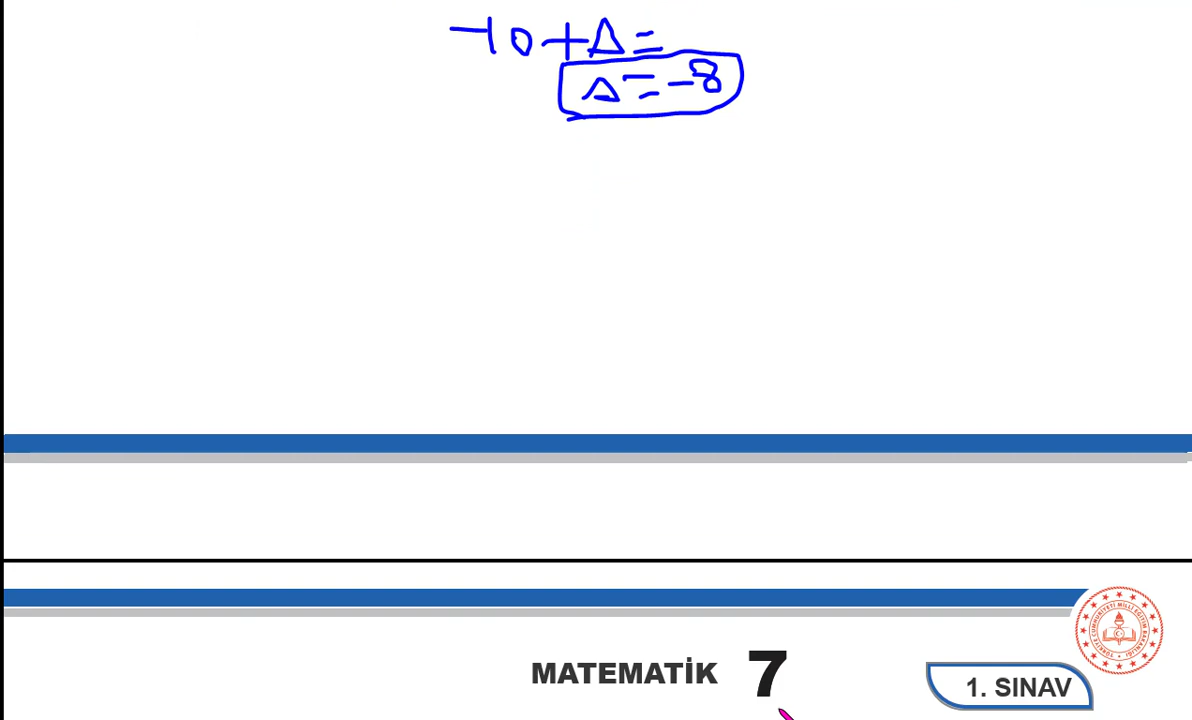 -10+Δ=
Δ=-8
MATEMATİK 7
1. SINAV